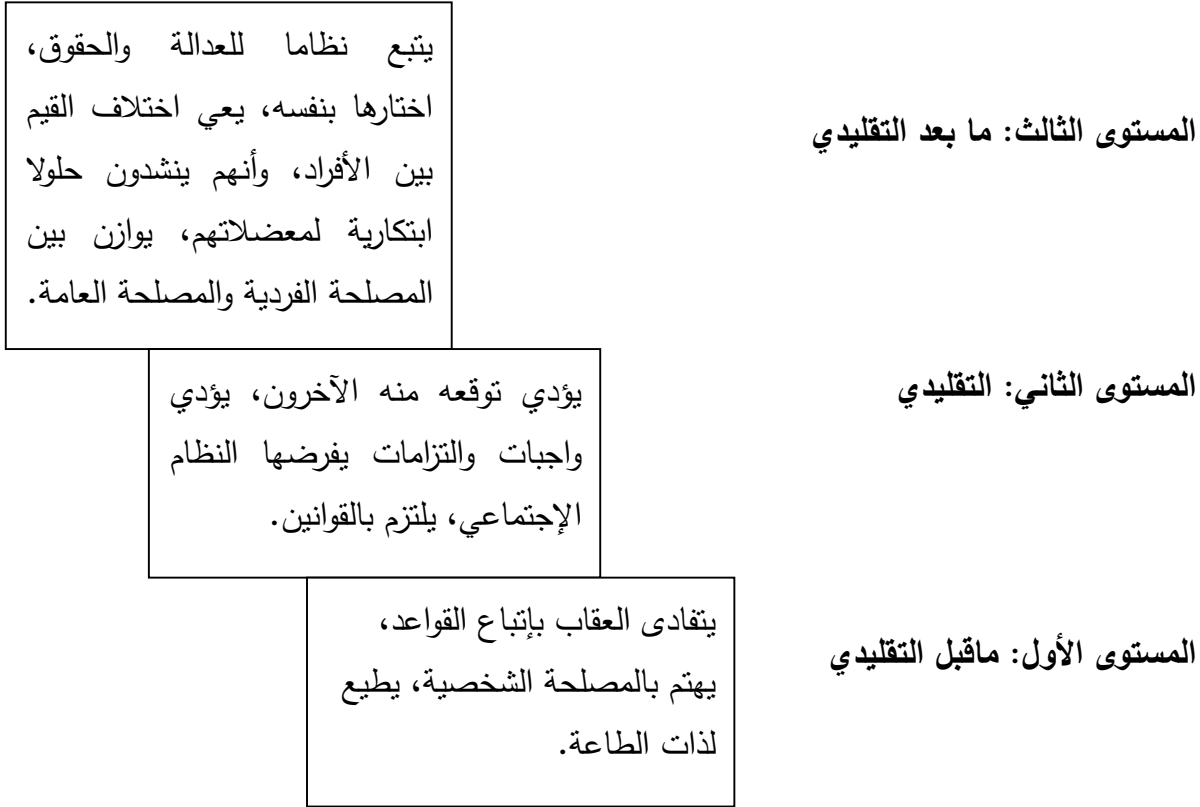 يتبع نظاما للعدالة والحقوق،
اختارها بنفسه، يعي اختلاف القيم
بين الأفراد، وأنهم ينشدون حلولا
ابتكارية لمعضلاتهم، يوازن بين
المصلحة الفردية والمصلحة العامة.
المستوى الثالث: ما بعد التقليدي
يؤدي توقعه منه الآخرون، يؤدي
واجبات والتزامات يفرضها النظام
الإجتماعي، يلتزم بالقوانين.
المستوى الثاني: التقليدي
يتفادى العقاب بإتباع القواعد،
يهتم بالمصلحة الشخصية، يطيع
لذات الطاعة.
المستوى الأول: ماقبل التقليدي